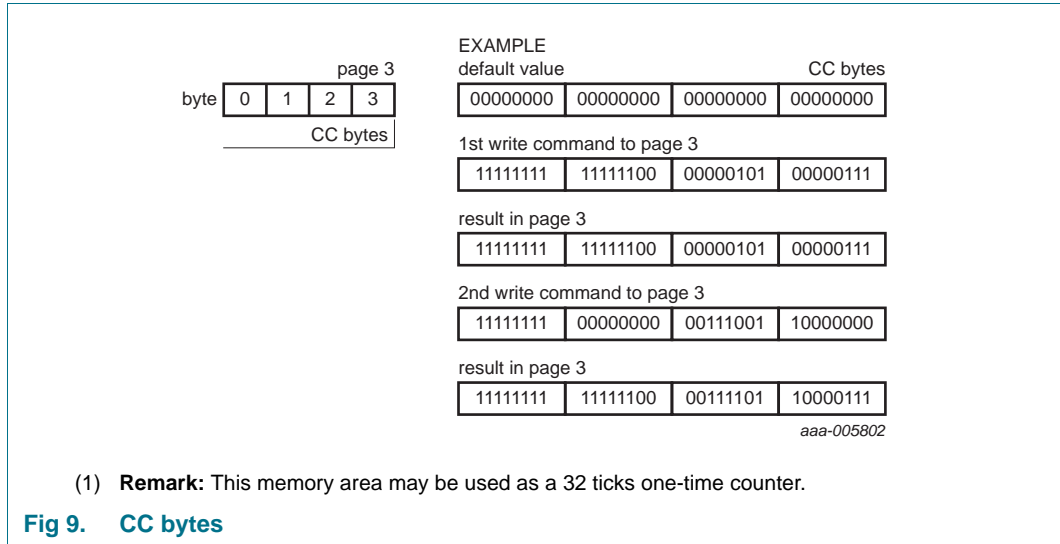 page 3
byte 0 1 2 3
CC bytes
EXAMPLE
default value CC bytes
00000000 00000000 00000000 00000000
1st write command to page 3
11111111 11111100 00000101 00000111
result in page 3
11111111 11111100 00000101 00000111
2nd write command to page 3
11111111 00000000 00111001 10000000
result in page 3
11111111 11111100 00111101 10000111
aaa-005802
(1) Remark: This memory area may be used as a 32 ticks one-time counter.
Fig 9. CC bytes